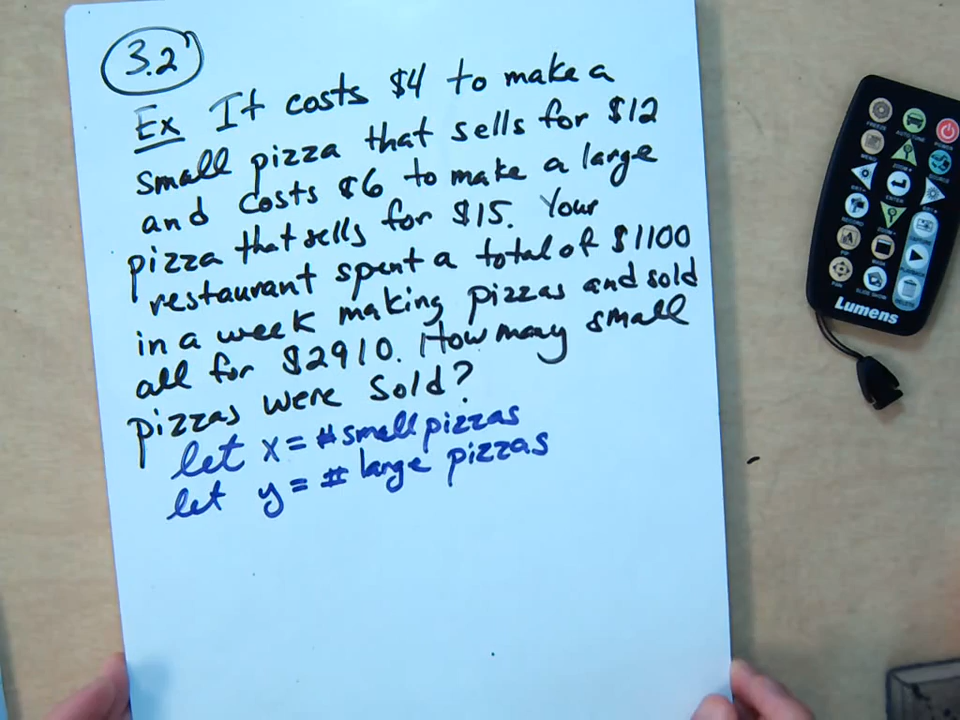 3.2
Ex It costs $4 to make a
small pizza that sells for $12
and costs $6 to make a large
pizza that sells for $15. Your
restaurant spent a total of $1100
in a week making pizzas and sold
all for $2910. How many small
pizzas were sold?
let x = # small pizzas
let y = # large pizzas
Lumens